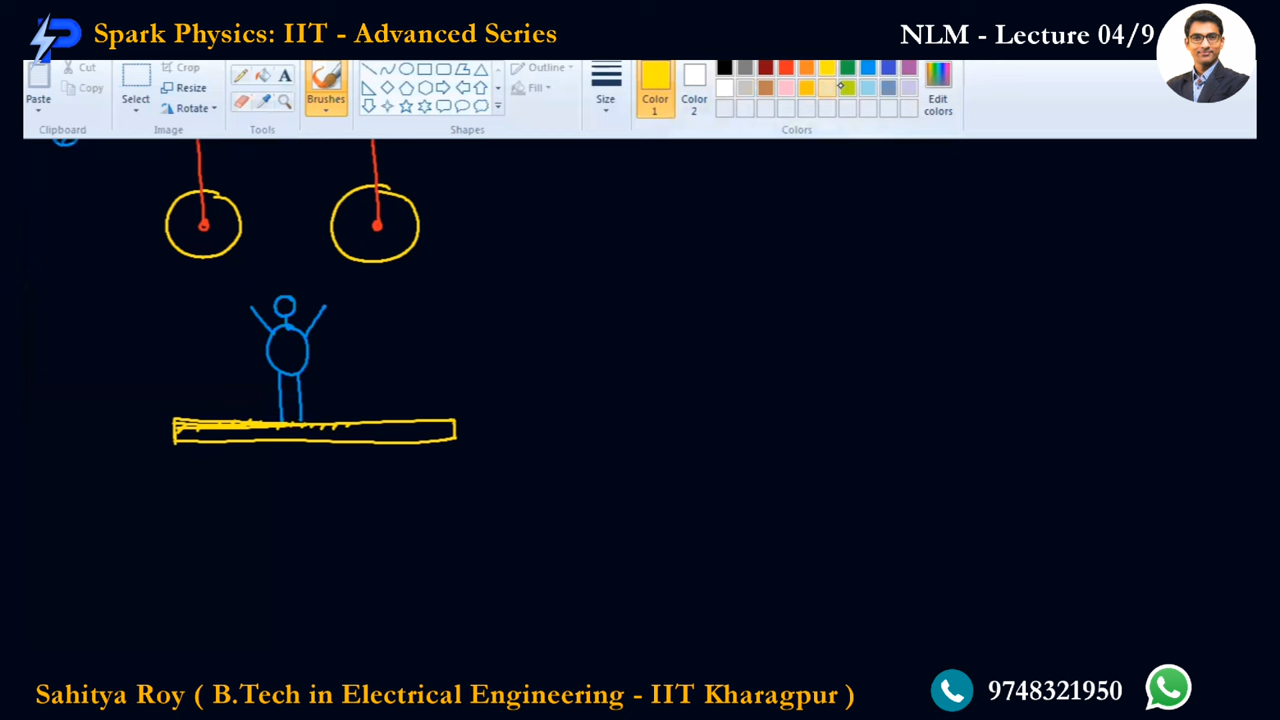 Spark Physics: IIT - Advanced Series
NLM - Lecture 04/9
Paste
Cut
Copy
Clipboard
Select
Crop
Resize
Rotate
Image
A
Tools
Brushes
Outline
Fill
Shapes
Size
Color 1
Color 2
Edit colors
Colors
Sahitya Roy ( B.Tech in Electrical Engineering - IIT Kharagpur )
9748321950